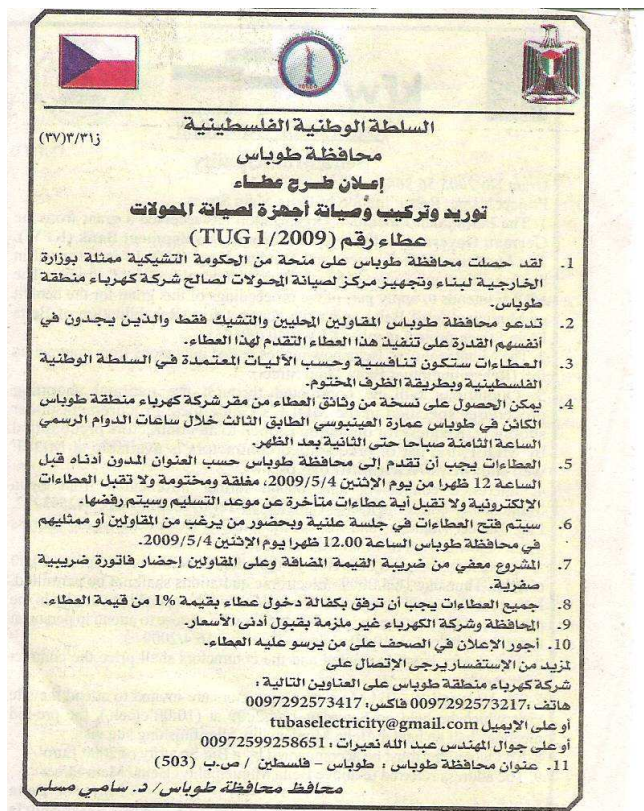 السلطة الوطنية الفلسطينية
ز٣/٣١(٣٧)
محافظة طوباس
إعلان طرح عطاء
توريد وتركيب وصيانة أجهزة لصيانة المحولات
عطاء رقم (TUG 1/2009)
1. لقد حصلت محافظة طوباس على منحة من الحكومة التشيكية ممثلة بوزارة
الخارجية لبناء وتجهيز مركز لصيانة المحولات لصالح شركة كهرباء منطقة
طوباس.
2. تدعو محافظة طوباس المقاولين المحليين والتشيك فقط والذين يجدون في
أنفسهم القدرة على تنفيذ هذا العطاء التقدم لهذا العطاء.
3. العطاءات ستكون تنافسية وحسب الآليات المعتمدة في السلطة الوطنية
الفلسطينية وبطريقة الظرف المختوم.
4. يمكن الحصول على نسخة من وثائق العطاء من مقر شركة كهرباء منطقة طوباس
الكائن في طوباس عمارة العينبوسي الطابق الثالث خلال ساعات الدوام الرسمي
الساعة الثامنة صباحا حتى الثانية بعد الظهر.
5. العطاءات يجب أن تقدم إلى محافظة طوباس حسب العنوان المدون أدناه قبل
الساعة 12 ظهرا من يوم الإثنين 2009/5/4، مغلقة ومختومة ولا تقبل العطاءات
الإلكترونية ولا تقبل أية عطاءات متأخرة عن موعد التسليم وسيتم رفضها.
6. سيتم فتح العطاءات في جلسة علنية وبحضور من يرغب من المقاولين أو ممثليهم
في محافظة طوباس الساعة 12.00 ظهرا يوم الإثنين 2009/5/4.
7. المشروع معفي من ضريبة القيمة المضافة وعلى المقاولين إحضار فاتورة ضريبية
صفرية.
8. جميع العطاءات يجب أن ترفق بكفالة دخول عطاء بقيمة 1% من قيمة العطاء.
9. المحافظة وشركة الكهرباء غير ملزمة بقبول أدنى الأسعار.
10. أجور الإعلان في الصحف على من يرسو عليه العطاء.
لمزيد من الإستفسار يرجى الإتصال على
شركة كهرباء منطقة طوباس على العناوين التالية :
هاتف : 0097292573217 فاكس: 0097292573417
أو على الإيميل tubaselectricity@gmail.com
أو على جوال المهندس عبد الله نعيرات : 00972599258651
11. عنوان محافظة طوباس : طوباس - فلسطين / ص.ب (503)
محافظ محافظة طوباس/ د. سامي مسلم